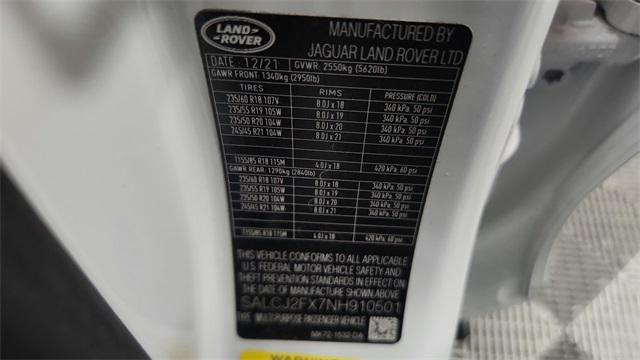 LAND ROVER
MANUFACTURED BY
JAGUAR LAND ROVER LTD
DATE : 12/21 GVWR: 2550kg (5620lb)
GAWR FRONT: 1340kg (2950lb)
TIRES RIMS PRESSURE (COLD)
235/60 R18 107V 8.0J x 18 340 kPa. 50 psi
235/55 R19 105W 8.0J x 19 340 kPa. 50 psi
235/50 R20 104W 8.0J x 20 340 kPa. 50 psi
245/45 R21 104W 8.0J x 21 340 kPa. 50 psi
T155/85 R18 115M 4.0J x 18 420 kPa. 60 psi
GAWR REAR: 1290kg (2840lb)
235/60 R18 107V 8.0J x 18 340 kPa. 50 psi
235/55 R19 105W 8.0J x 19 340 kPa. 50 psi
235/50 R20 104W 8.0J x 20 340 kPa. 50 psi
245/45 R21 104W 8.0J x 21 340 kPa. 50 psi
T155/85 R18 115M 4.0J x 18 420 kPa. 60 psi
THIS VEHICLE CONFORMS TO ALL APPLICABLE
U.S. FEDERAL MOTOR VEHICLE SAFETY AND
THEFT PREVENTION STANDARDS IN EFFECT ON
THE DATE OF MANUFACTURE SHOWN ABOVE
SALCJ2FX7NH910501
TYPE: MULTI-PURPOSE PASSENGER VEHICLE
WARNING